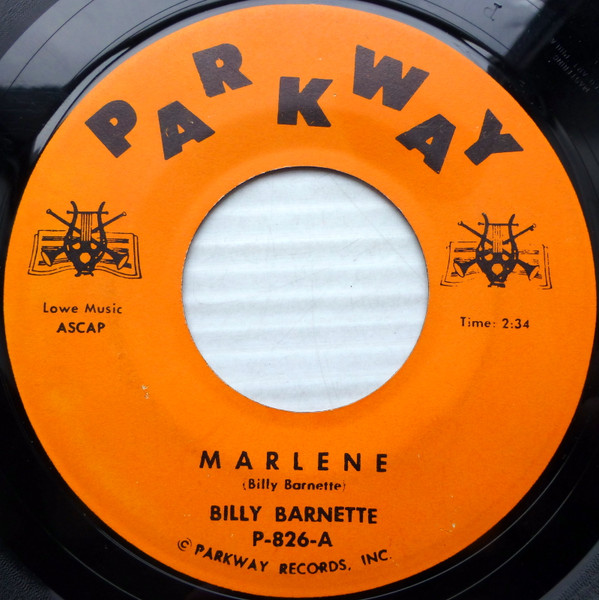 PARKWAY
Lowe Music
ASCAP
Time: 2:34
MARLENE
(Billy Barnette)
BILLY BARNETTE
P-826-A
© PARKWAY RECORDS, INC.